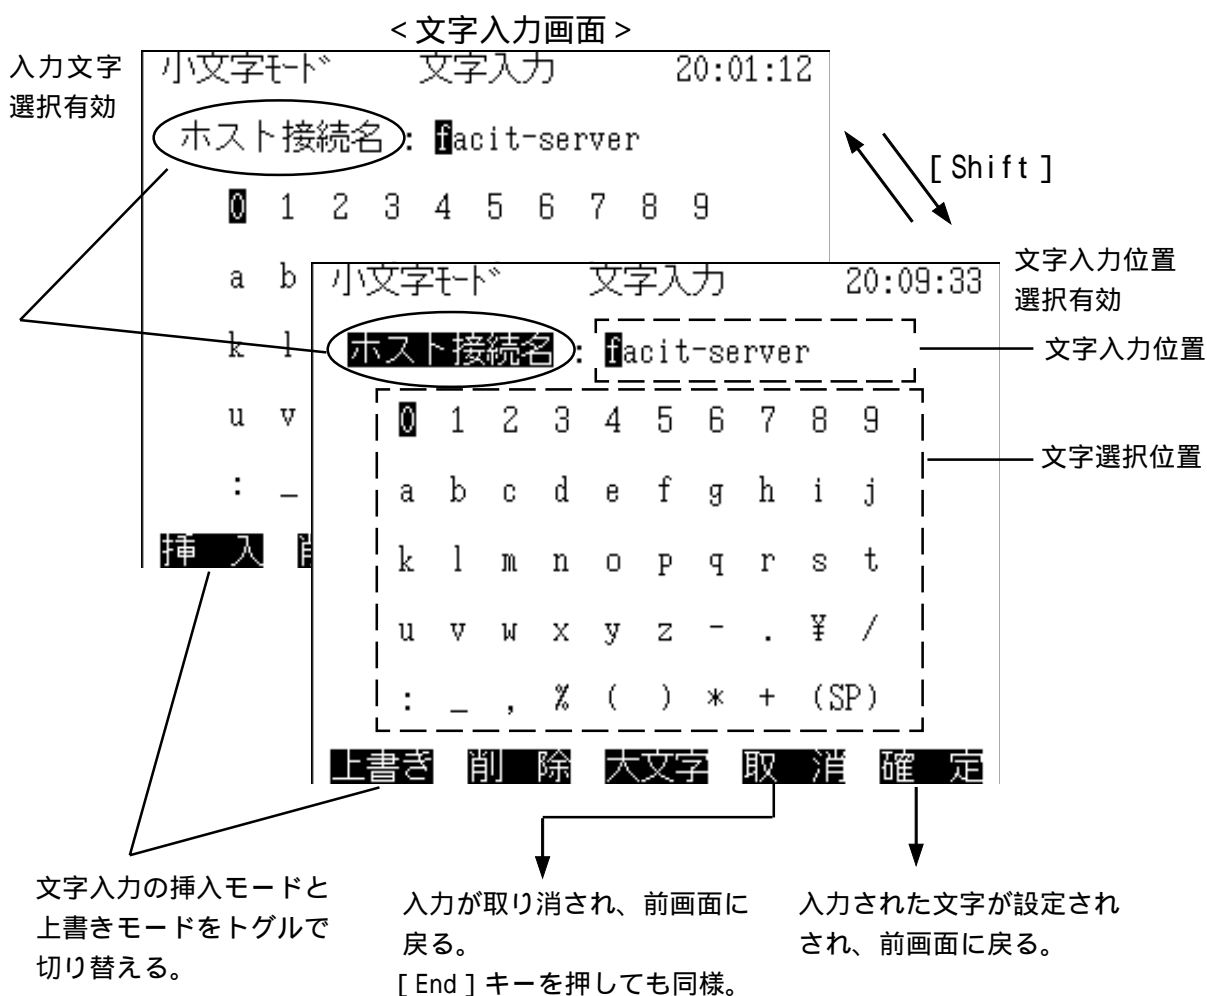 <文字入力画面>
入力文字
選択有効
小文字ﾓｰﾄﾞ 文字入力 20:01:12
ホスト接続名: facit-server
0 1 2 3 4 5 6 7 8 9
a b
k l
u v
: _
挿 入
[Shift]
文字入力位置
選択有効
小文字ﾓｰﾄﾞ 文字入力 20:09:33
ホスト接続名: facit-server
文字入力位置
0 1 2 3 4 5 6 7 8 9
a b c d e f g h i j
k l m n o p q r s t
u v w x y z - . ¥ /
: _ , % ( ) * + (SP)
文字選択位置
上書き 削 除 大文字 取 消 確 定
文字入力の挿入モードと
上書きモードをトグルで
切り替える。
入力が取り消され、前画面に
戻る。
[End]キーを押しても同様。
入力された文字が設定され
され、前画面に戻る。